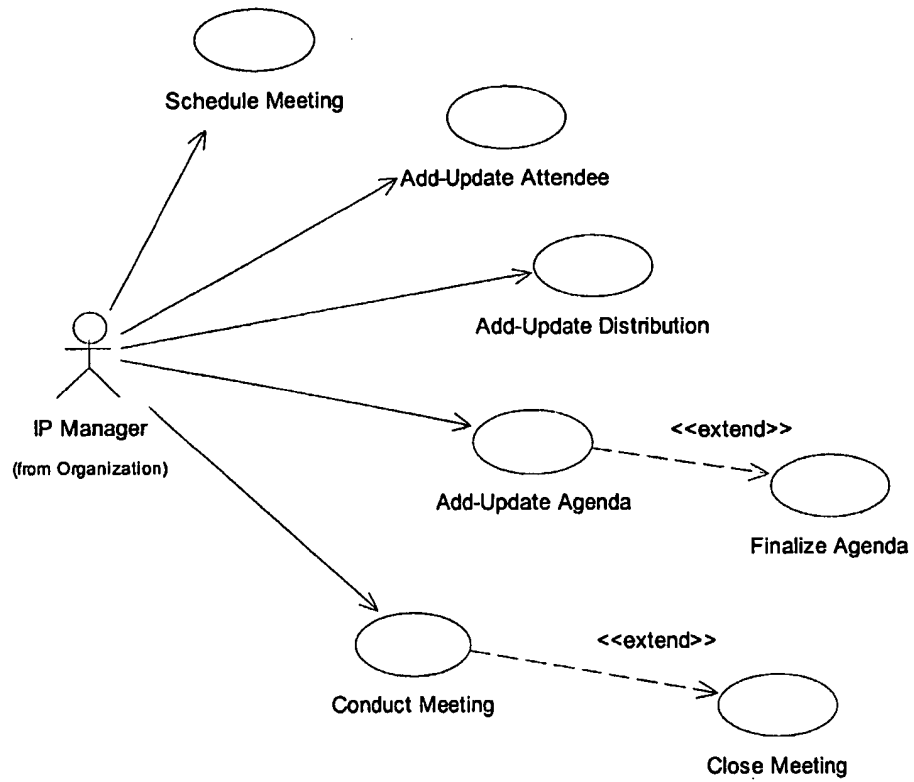 Schedule Meeting
Add-Update Attendee
Add-Update Distribution
IP Manager
(from Organization)
<<extend>>
Add-Update Agenda
Finalize Agenda
<<extend>>
Conduct Meeting
Close Meeting